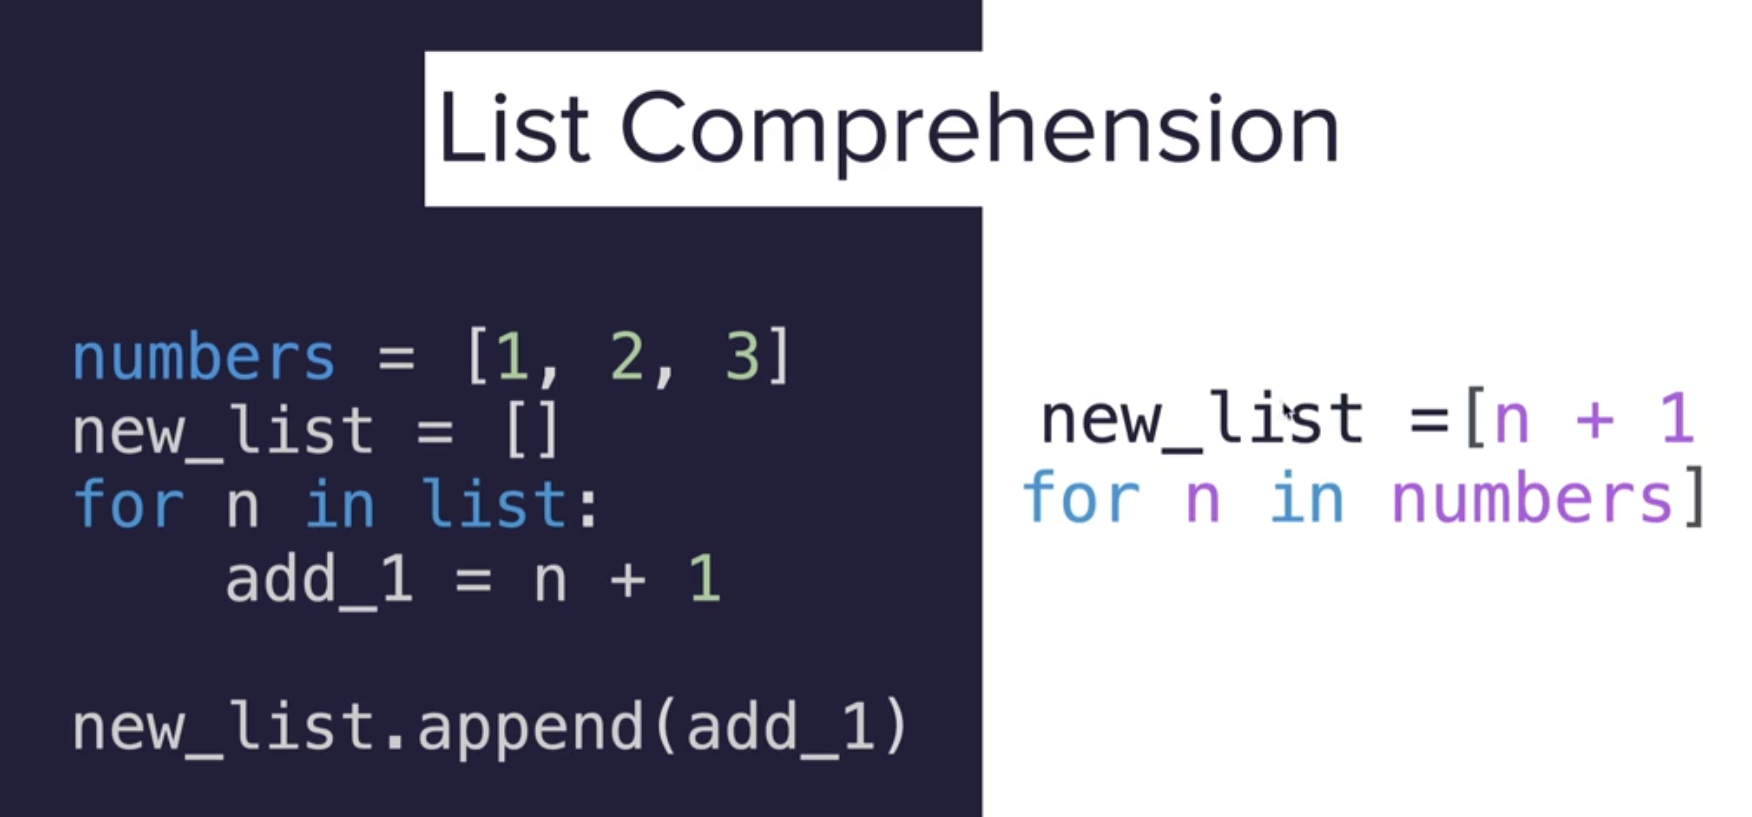 List Comprehension
numbers = [1, 2, 3]
new_list = []
for n in list:
    add_1 = n + 1
new_list.append(add_1)
new_list =[n + 1
for n in numbers]